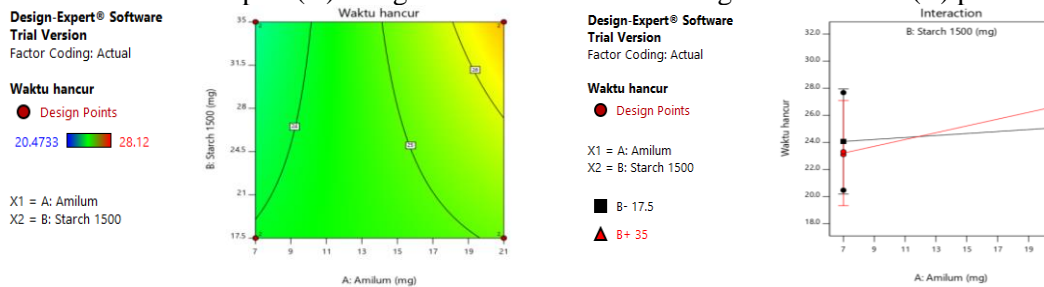 Design-Expert® Software
Trial Version
Factor Coding: Actual
Waktu hancur
Design Points
20.4733 28.12
X1 = A: Amilum
X2 = B: Starch 1500
Waktu hancur
B: Starch 1500 (mg)
35
31.5
28
24.5
21
17.5
7 9 11 13 15 17 19 21
A: Amilum (mg)
Design-Expert® Software
Trial Version
Factor Coding: Actual
Waktu hancur
Design Points
X1 = A: Amilum
X2 = B: Starch 1500
B- 17.5
B+ 35
Interaction
B: Starch 1500 (mg)
Waktu hancur
32.0
30.0
28.0
26.0
24.0
22.0
20.0
18.0
7 9 11 13 15 17 19
A: Amilum (mg)